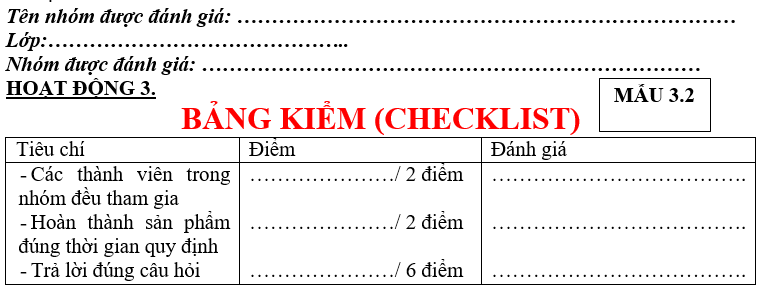 Tên nhóm được đánh giá: ………………………………………………………………
Lớp:……………………………………..
Nhóm được đánh giá: ………………………………………………………………
HOẠT ĐỘNG 3.
MẪU 3.2
BẢNG KIỂM (CHECKLIST)
Tiêu chí Điểm Đánh giá
- Các thành viên trong …………………/ 2 điểm ……………………………….
nhóm đều tham gia
- Hoàn thành sản phẩm …………………/ 2 điểm ……………………………….
đúng thời gian quy định
- Trả lời đúng câu hỏi …………………/ 6 điểm ……………………………….